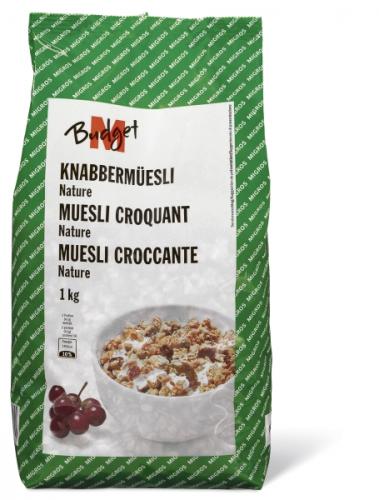 M
Budget
KNABBERMÜESLI
Nature
MUESLI CROQUANT
Nature
MUESLI CROCCANTE
Nature
1 kg
10%
MIGROS